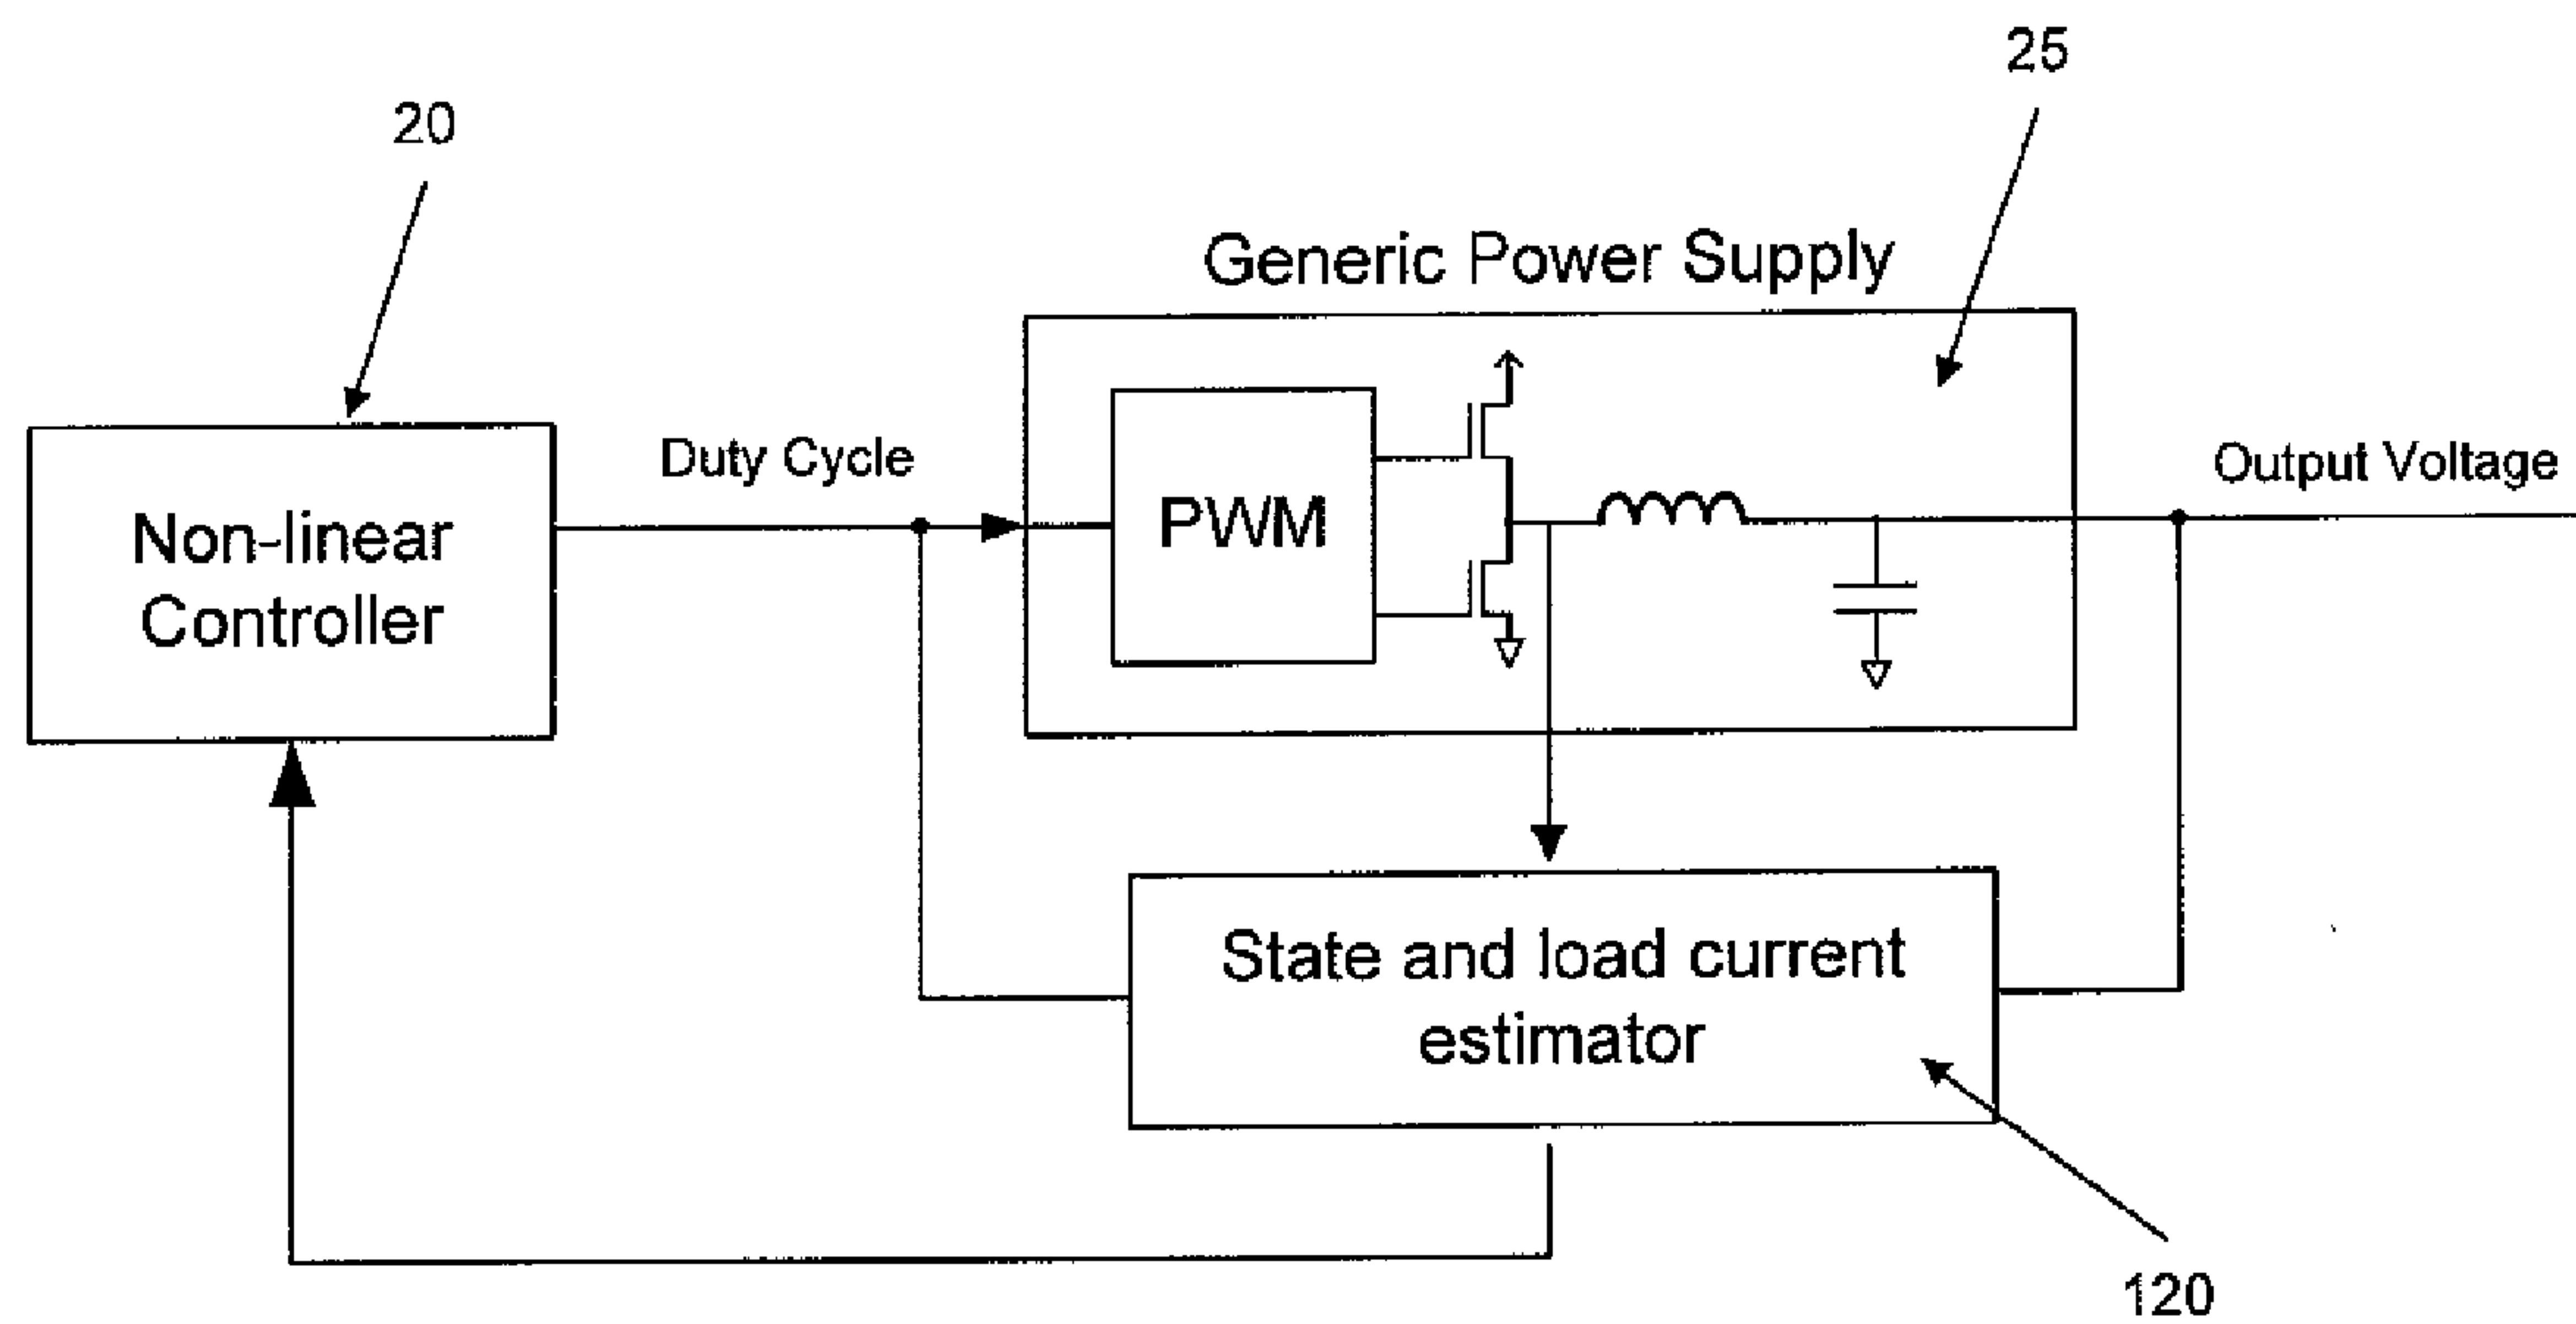 25
20
Generic Power Supply
Duty Cycle
Output Voltage
PWM
Non-linear
Controller
State and load current
estimator
120